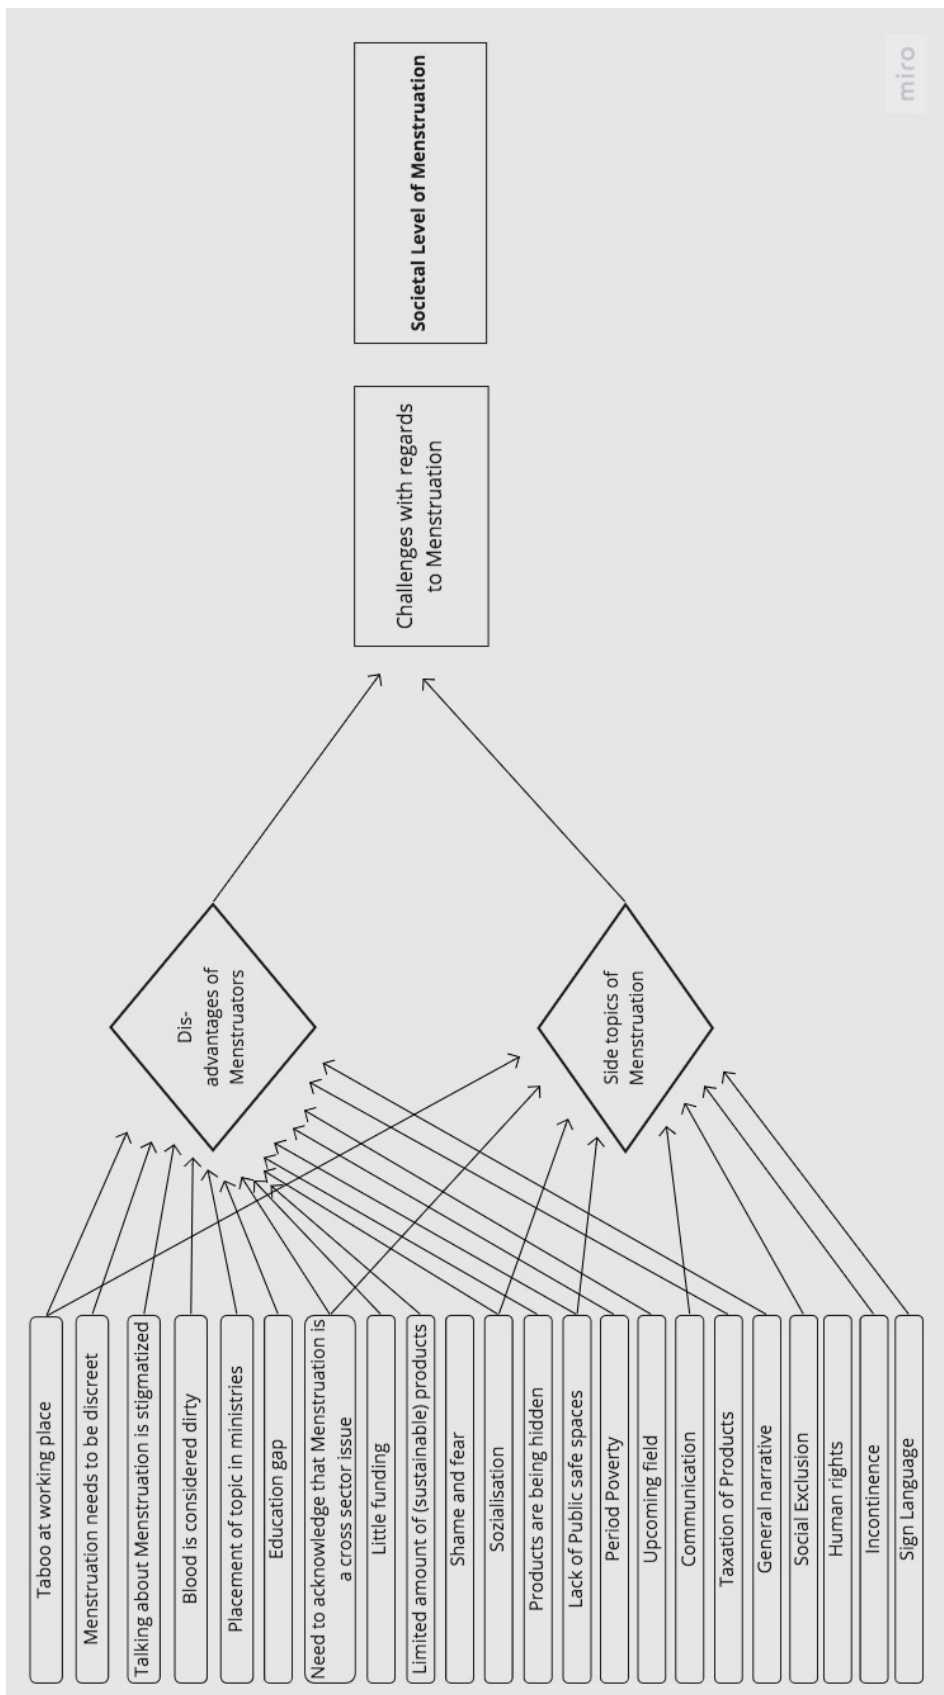 Taboo at working place
Menstruation needs to be discreet
Talking about Menstruation is stigmatized
Blood is considered dirty
Placement of topic in ministries
Education gap
Need to acknowledge that Menstruation is
a cross sector issue
Little funding
Limited amount of (sustainable) products
Shame and fear
Sozialisation
Products are being hidden
Lack of Public safe spaces
Period Poverty
Upcoming field
Communication
Taxation of Products
General narrative
Social Exclusion
Human rights
Incontinence
Sign Language
Dis-
advantages of
Menstruators
Side topics of
Menstruation
Challenges with regards
to Menstruation
Societal Level of Menstruation
miro